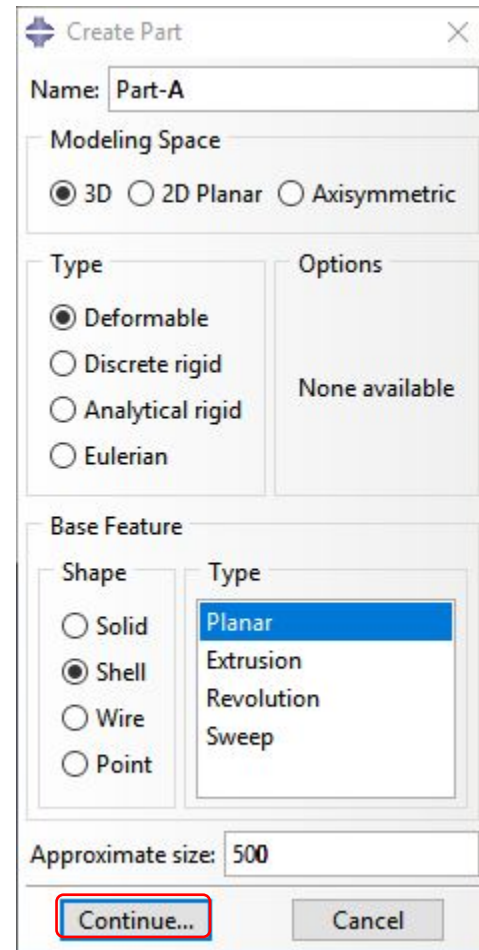 Create Part
Name: Part-A
Modeling Space
3D 2D Planar Axisymmetric
Type
Deformable
Discrete rigid
Analytical rigid
Eulerian
Options
None available
Base Feature
Shape
Solid
Shell
Wire
Point
Type
Planar
Extrusion
Revolution
Sweep
Approximate size: 500
Continue... Cancel